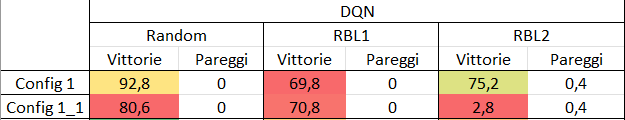 DQN
Random RBL1 RBL2
Vittorie Pareggi Vittorie Pareggi Vittorie Pareggi
Config 1 92,8 0 69,8 0 75,2 0,4
Config 1_1 80,6 0 70,8 0 2,8 0,4